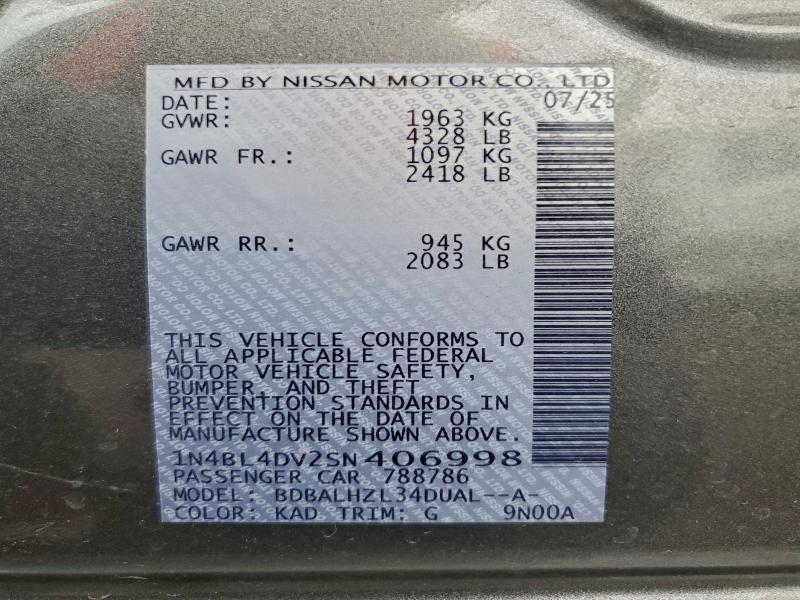 MFD BY NISSAN MOTOR CO., LTD
DATE: 07/25
GVWR: 1963 KG
4328 LB
GAWR FR.: 1097 KG
2418 LB
GAWR RR.: 945 KG
2083 LB
THIS VEHICLE CONFORMS TO
ALL APPLICABLE FEDERAL
MOTOR VEHICLE SAFETY,
BUMPER, AND THEFT
PREVENTION STANDARDS IN
EFFECT ON THE DATE OF
MANUFACTURE SHOWN ABOVE.
1N4BL4DV2SN406998
PASSENGER CAR 788786
MODEL: BDBALHZL34DUAL--A-
COLOR: KAD TRIM: G 9N00A